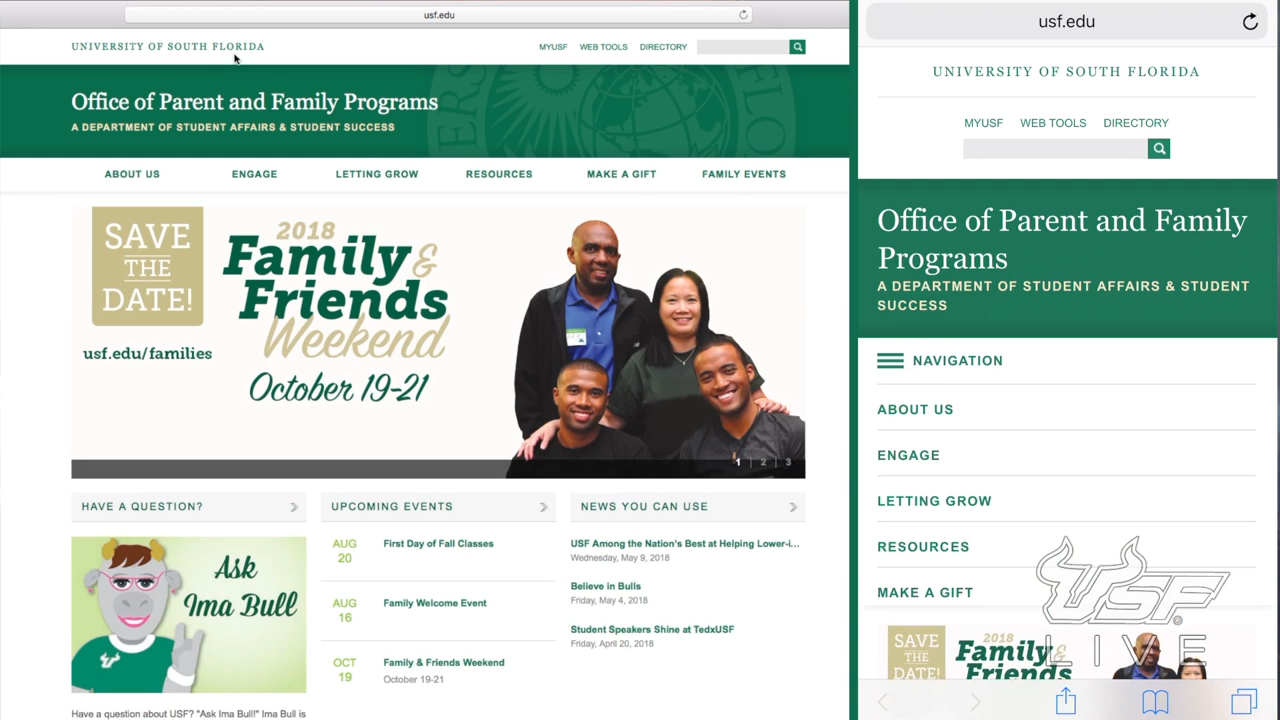 usf.edu
UNIVERSITY OF SOUTH FLORIDA
MYUSF WEB TOOLS DIRECTORY
Office of Parent and Family Programs
A DEPARTMENT OF STUDENT AFFAIRS & STUDENT SUCCESS
ABOUT US ENGAGE LETTING GROW RESOURCES MAKE A GIFT FAMILY EVENTS
SAVE
THE
DATE!
usf.edu/families
2018
Family &
Friends
Weekend
October 19-21
1 | 2 | 3
HAVE A QUESTION?
Ask
Ima Bull
Have a question about USF? "Ask Ima Bull!" Ima Bull is
UPCOMING EVENTS
AUG
20
First Day of Fall Classes
AUG
16
Family Welcome Event
OCT
19
Family & Friends Weekend
October 19-21
NEWS YOU CAN USE
USF Among the Nation's Best at Helping Lower-i...
Wednesday, May 9, 2018
Believe in Bulls
Friday, May 4, 2018
Student Speakers Shine at TedxUSF
Friday, April 20, 2018
usf.edu
UNIVERSITY OF SOUTH FLORIDA
MYUSF WEB TOOLS DIRECTORY
Office of Parent and Family
Programs
A DEPARTMENT OF STUDENT AFFAIRS & STUDENT
SUCCESS
NAVIGATION
ABOUT US
ENGAGE
LETTING GROW
RESOURCES
MAKE A GIFT
SAVE
THE
DATE!
2018
Family &
Friends
USF®
LIVE